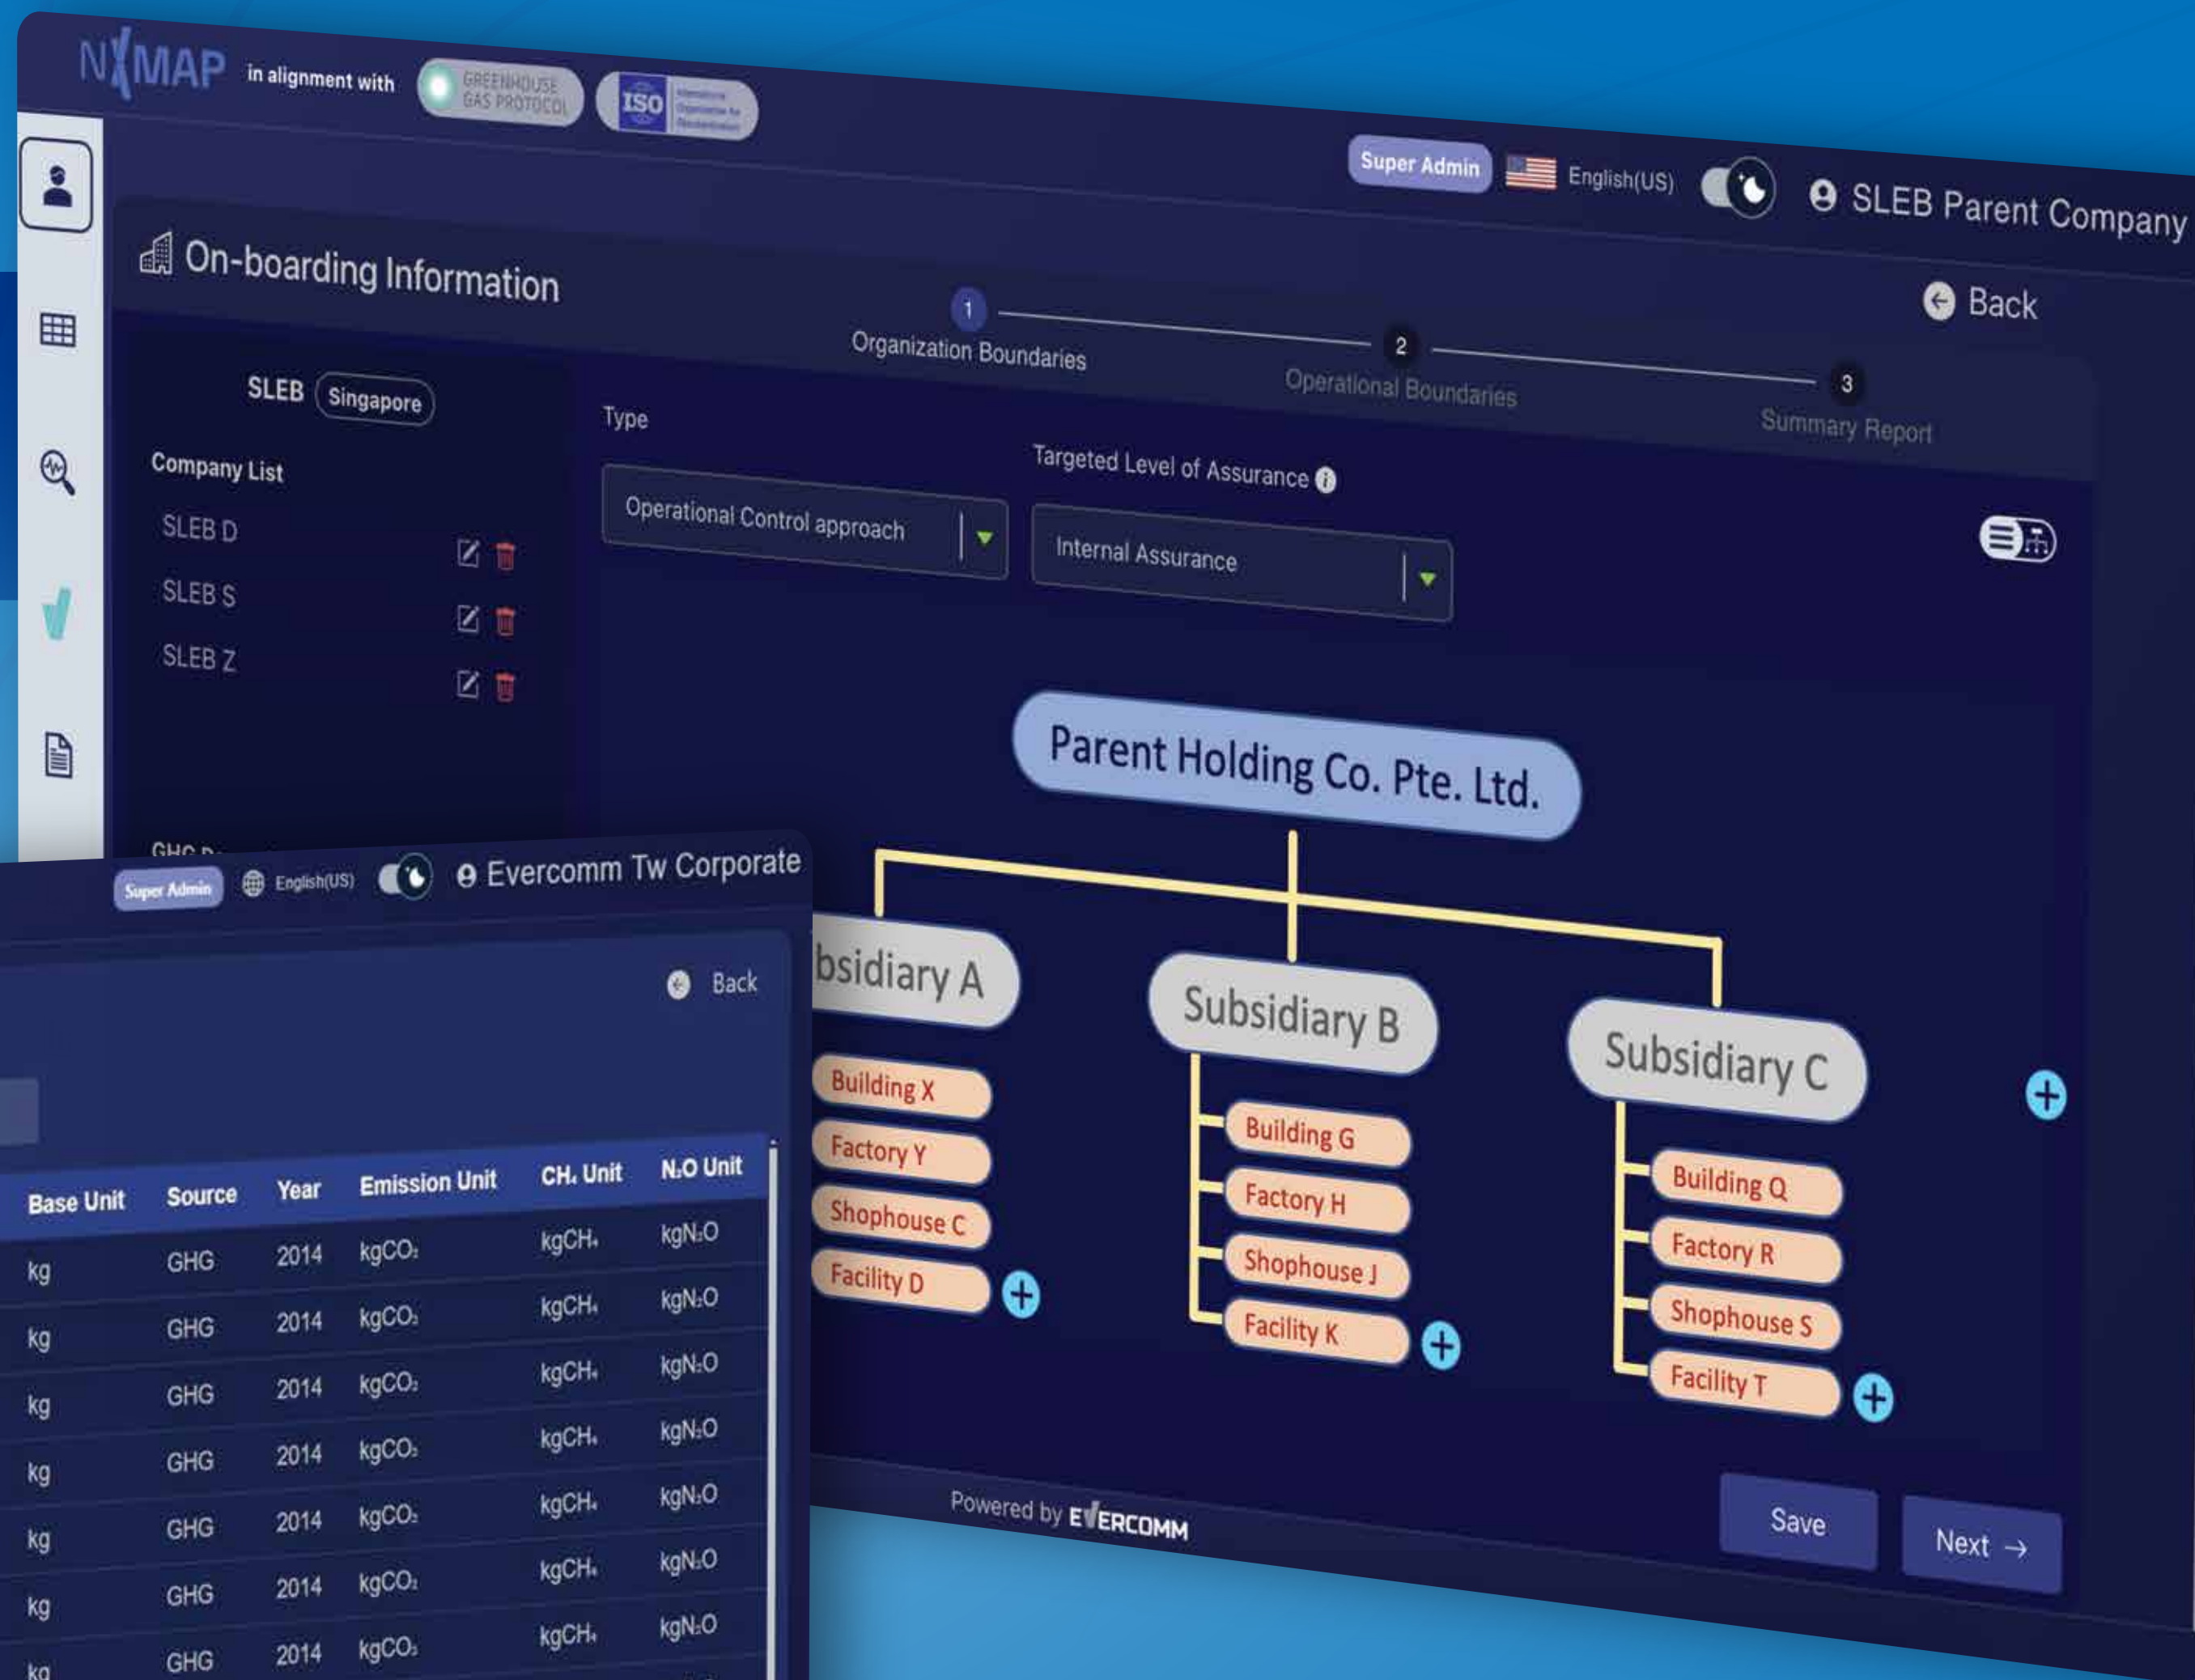 NXMAP in alignment with GREENHOUSE GAS PROTOCOL ISO International Organization for Standardization
Super Admin English(US) SLEB Parent Company
On-boarding Information
Back
1 2 3
Organization Boundaries Operational Boundaries Summary Report
SLEB Singapore
Company List
SLEB D
SLEB S
SLEB Z
Type Targeted Level of Assurance
Operational Control approach Internal Assurance
Parent Holding Co. Pte. Ltd.
bsidiary A
Building X
Factory Y
Shophouse C
Facility D
Subsidiary B
Building G
Factory H
Shophouse J
Facility K
Subsidiary C
Building Q
Factory R
Shophouse S
Facility T
Save Next →
Powered by EVERCOMM
GHG
Super Admin English(US) Evercomm Tw Corporate
Back
Base Unit Source Year Emission Unit CH₄ Unit N₂O Unit
kg GHG 2014 kgCO₂ kgCH₄ kgN₂O
kg GHG 2014 kgCO₂ kgCH₄ kgN₂O
kg GHG 2014 kgCO₂ kgCH₄ kgN₂O
kg GHG 2014 kgCO₂ kgCH₄ kgN₂O
kg GHG 2014 kgCO₂ kgCH₄ kgN₂O
kg GHG 2014 kgCO₂ kgCH₄ kgN₂O
kg GHG 2014 kgCO₂ kgCH₄ kgN₂O